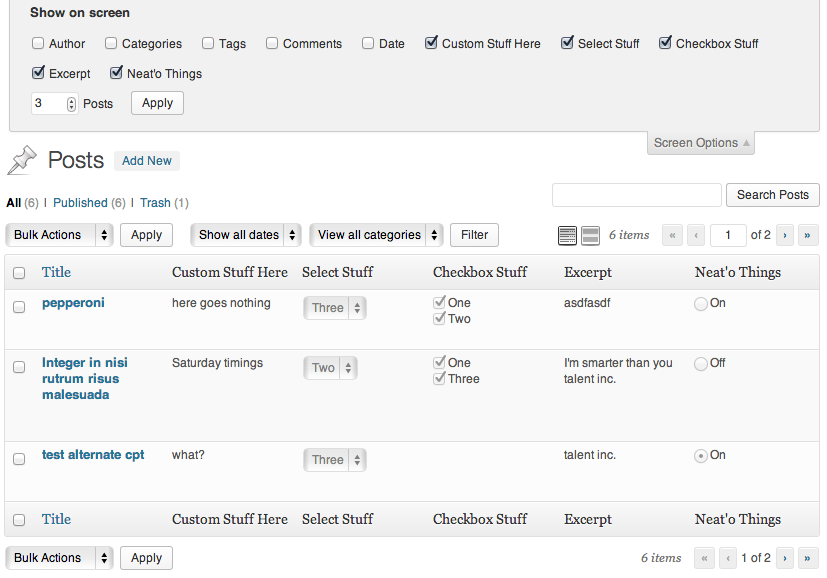 Show on screen
Author Categories Tags Comments Date Custom Stuff Here Select Stuff Checkbox Stuff
Excerpt Neat'o Things
3 Posts Apply
Screen Options
Posts Add New
All (6) | Published (6) | Trash (1)
Search Posts
Bulk Actions Apply Show all dates View all categories Filter 6 items « ‹ 1 of 2 › »
Title Custom Stuff Here Select Stuff Checkbox Stuff Excerpt Neat'o Things
pepperoni here goes nothing Three One asdfasdf On
Two
Integer in nisi Saturday timings Two One I'm smarter than you Off
rutrum risus Three talent inc.
malesuada
test alternate cpt what? Three talent inc. On
Title Custom Stuff Here Select Stuff Checkbox Stuff Excerpt Neat'o Things
Bulk Actions Apply 6 items « ‹ 1 of 2 › »